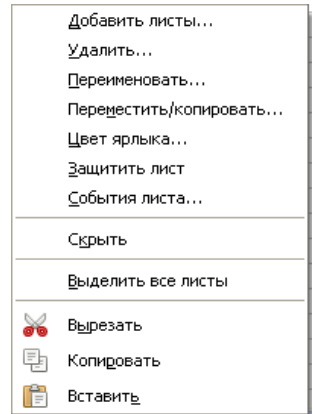 Добавить листы...
Удалить...
Переименовать...
Переместить/копировать...
Цвет ярлыка...
Защитить лист
События листа...
Скрыть
Выделить все листы
Вырезать
Копировать
Вставить